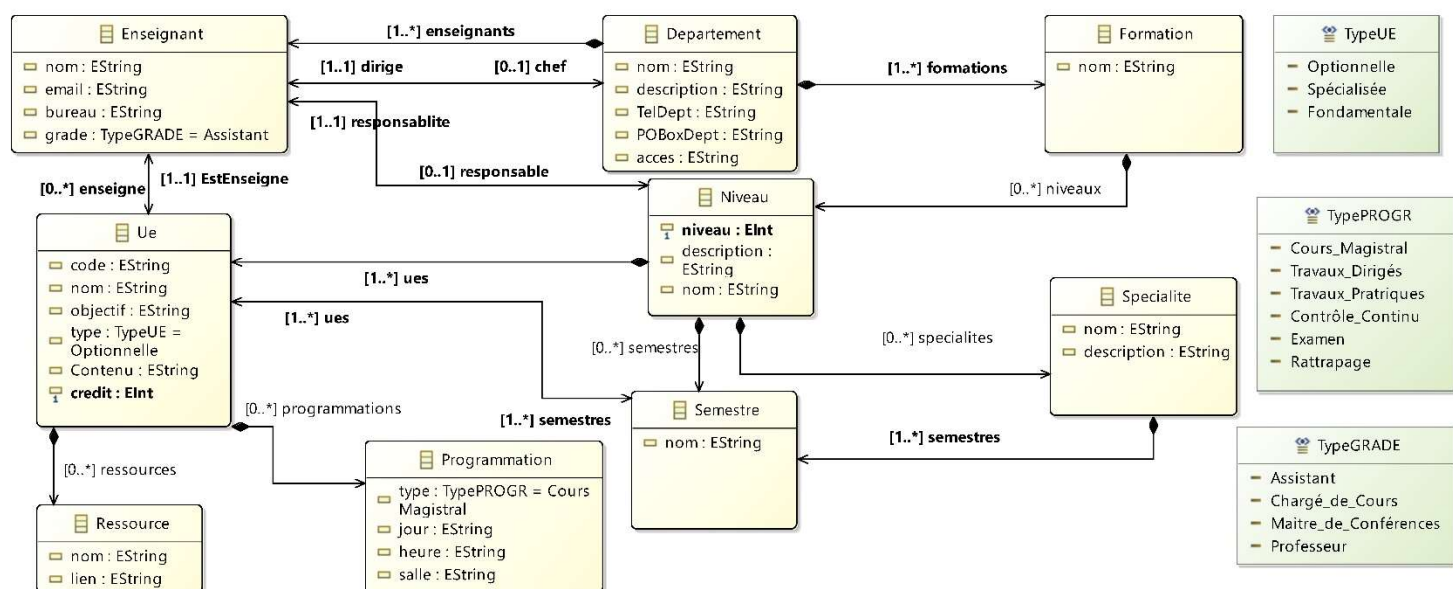 Enseignant
nom : EString
email : EString
bureau : EString
grade : TypeGRADE = Assistant
[1..*] enseignants
[1..1] dirige
[0..1] chef
[1..1] responsablite
[0..1] responsable
Departement
nom : EString
description : EString
TelDept : EString
POBoxDept : EString
acces : EString
[1..*] formations
Formation
nom : EString
TypeUE
Optionnelle
Spécialisée
Fondamentale
[0..*] enseigne
[1..1] EstEnseigne
[0..*] niveaux
Niveau
niveau : EInt
description :
EString
nom : EString
TypePROGR
Cours_Magistral
Travaux_Dirigés
Travaux_Pratriques
Contrôle_Continu
Examen
Rattrapage
Ue
code : EString
nom : EString
objectif : EString
type : TypeUE =
Optionnelle
Contenu : EString
credit : EInt
[1..*] ues
[1..*] ues
[0..*] semestres
[0..*] specialites
Specialite
nom : EString
description : EString
[0..*] programmations
[1..*] semestres
Semestre
nom : EString
[1..*] semestres
TypeGRADE
Assistant
Chargé_de_Cours
Maitre_de_Conférences
Professeur
[0..*] ressources
Ressource
nom : EString
lien : EString
Programmation
type : TypePROGR = Cours
Magistral
jour : EString
heure : EString
salle : EString